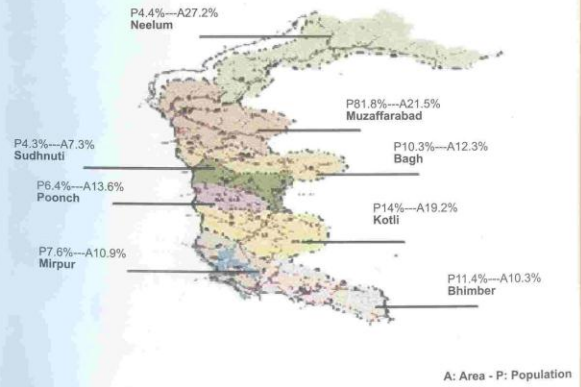 P4.4%---A27.2%
Neelum
P81.8%---A21.5%
Muzaffarabad
P4.3%---A7.3%
Sudhnuti
P10.3%---A12.3%
Bagh
P6.4%---A13.6%
Poonch
P14%---A19.2%
Kotli
P7.6%---A10.9%
Mirpur
P11.4%---A10.3%
Bhimber
A: Area - P: Population